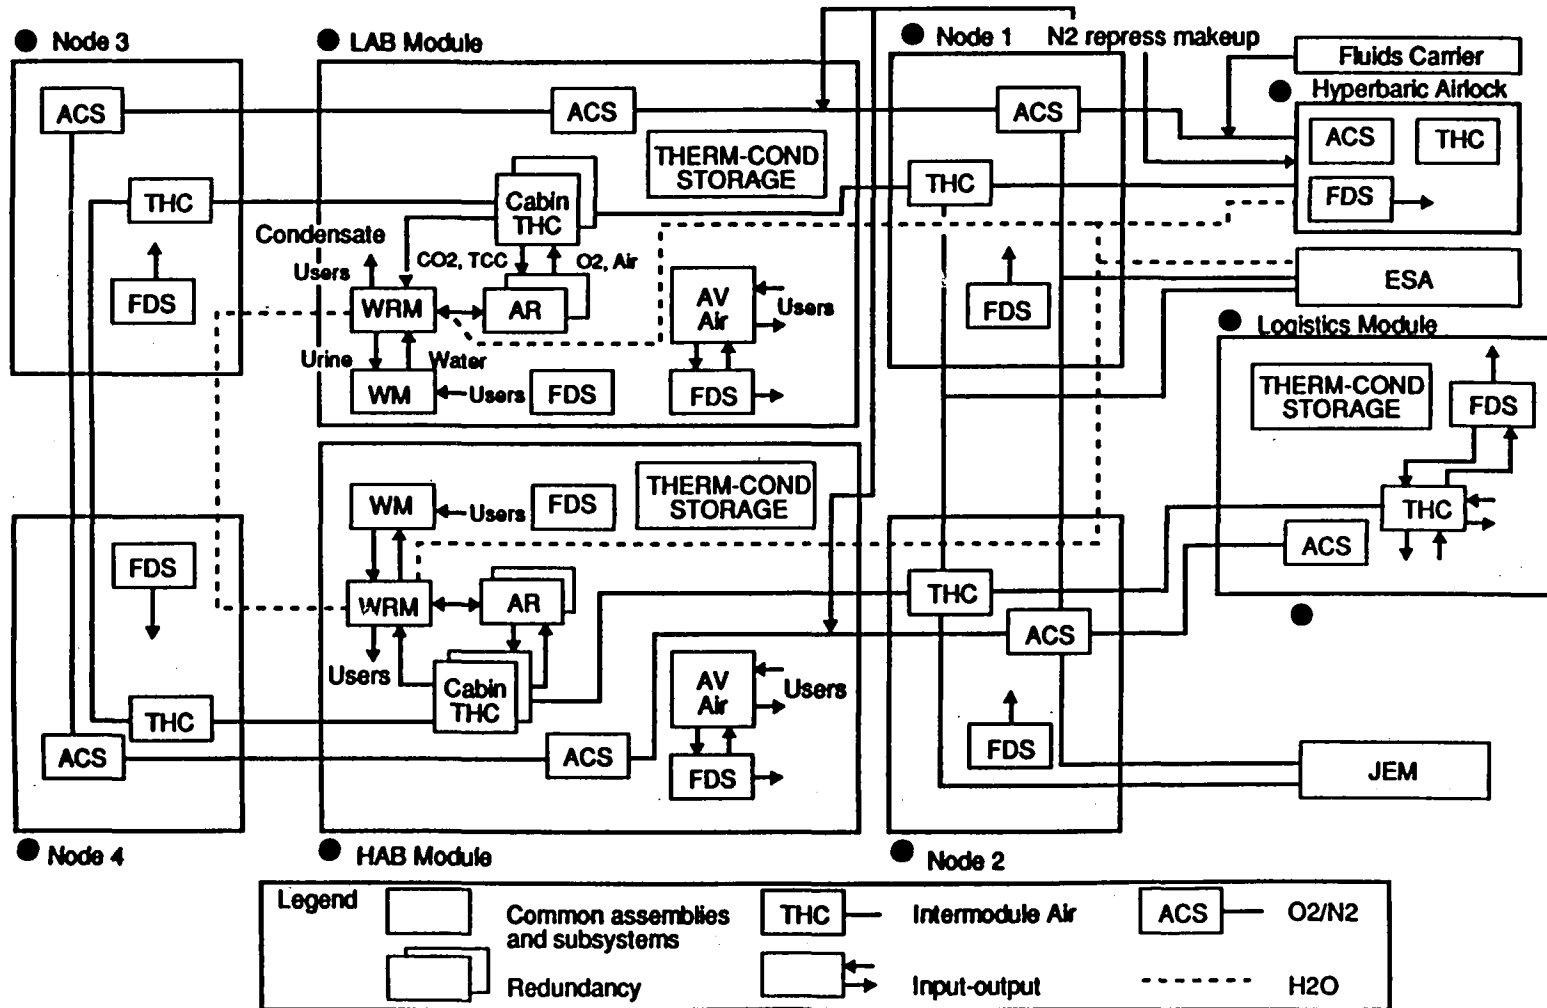 Node 3
LAB Module
Node 1
N2 repress makeup
Fluids Carrier
Hyperbaric Airlock
ACS
ACS
ACS
ACS
THC
THERM-COND
STORAGE
THC
Cabin
THC
THC
FDS
Condensate
Users
CO2, TCC
O2, Air
FDS
WRM
AR
AV
Air
Users
FDS
ESA
Logistics Module
Urine
Water
WM
Users
FDS
FDS
THERM-COND
STORAGE
FDS
THC
ACS
WM
Users
FDS
THERM-COND
STORAGE
FDS
WRM
AR
THC
ACS
Users
Cabin
THC
AV
Air
Users
THC
ACS
ACS
FDS
FDS
JEM
Node 4
HAB Module
Node 2
Legend
Common assemblies
and subsystems
THC
Intermodule Air
ACS
O2/N2
Redundancy
Input-output
H2O